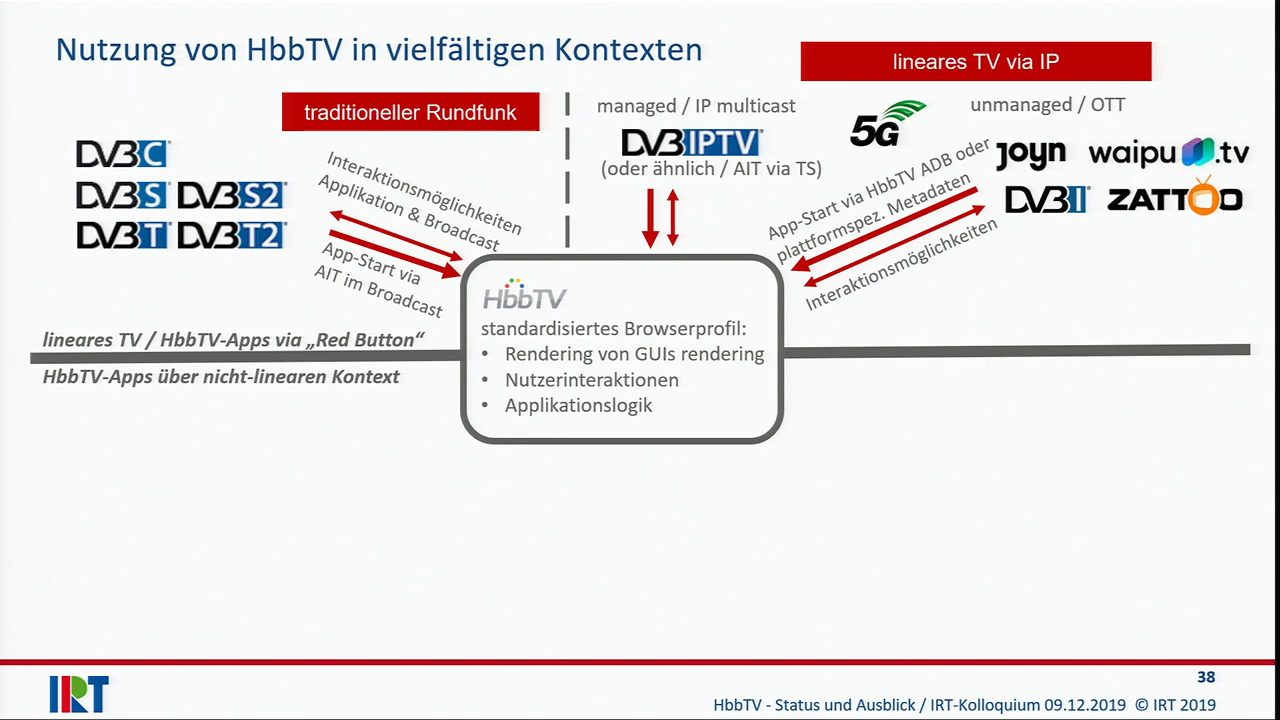 Nutzung von HbbTV in vielfältigen Kontexten
lineares TV via IP
traditioneller Rundfunk
managed / IP multicast
unmanaged / OTT
DVB C
DVB S DVB S2
DVB T DVB T2
Interaktionsmöglichkeiten
Applikation & Broadcast
App-Start via
AIT im Broadcast
DVB IPTV
(oder ähnlich / AIT via TS)
5G
App-Start via HbbTV ADB oder
plattformspez. Metadaten
Interaktionsmöglichkeiten
Joyn waipu.tv
DVB I ZATTOO
HbbTV
standardisiertes Browserprofil:
• Rendering von GUIs rendering
• Nutzerinteraktionen
• Applikationslogik
lineares TV / HbbTV-Apps via „Red Button“
HbbTV-Apps über nicht-linearen Kontext
IRT
38
HbbTV - Status und Ausblick / IRT-Kolloquium 09.12.2019 © IRT 2019